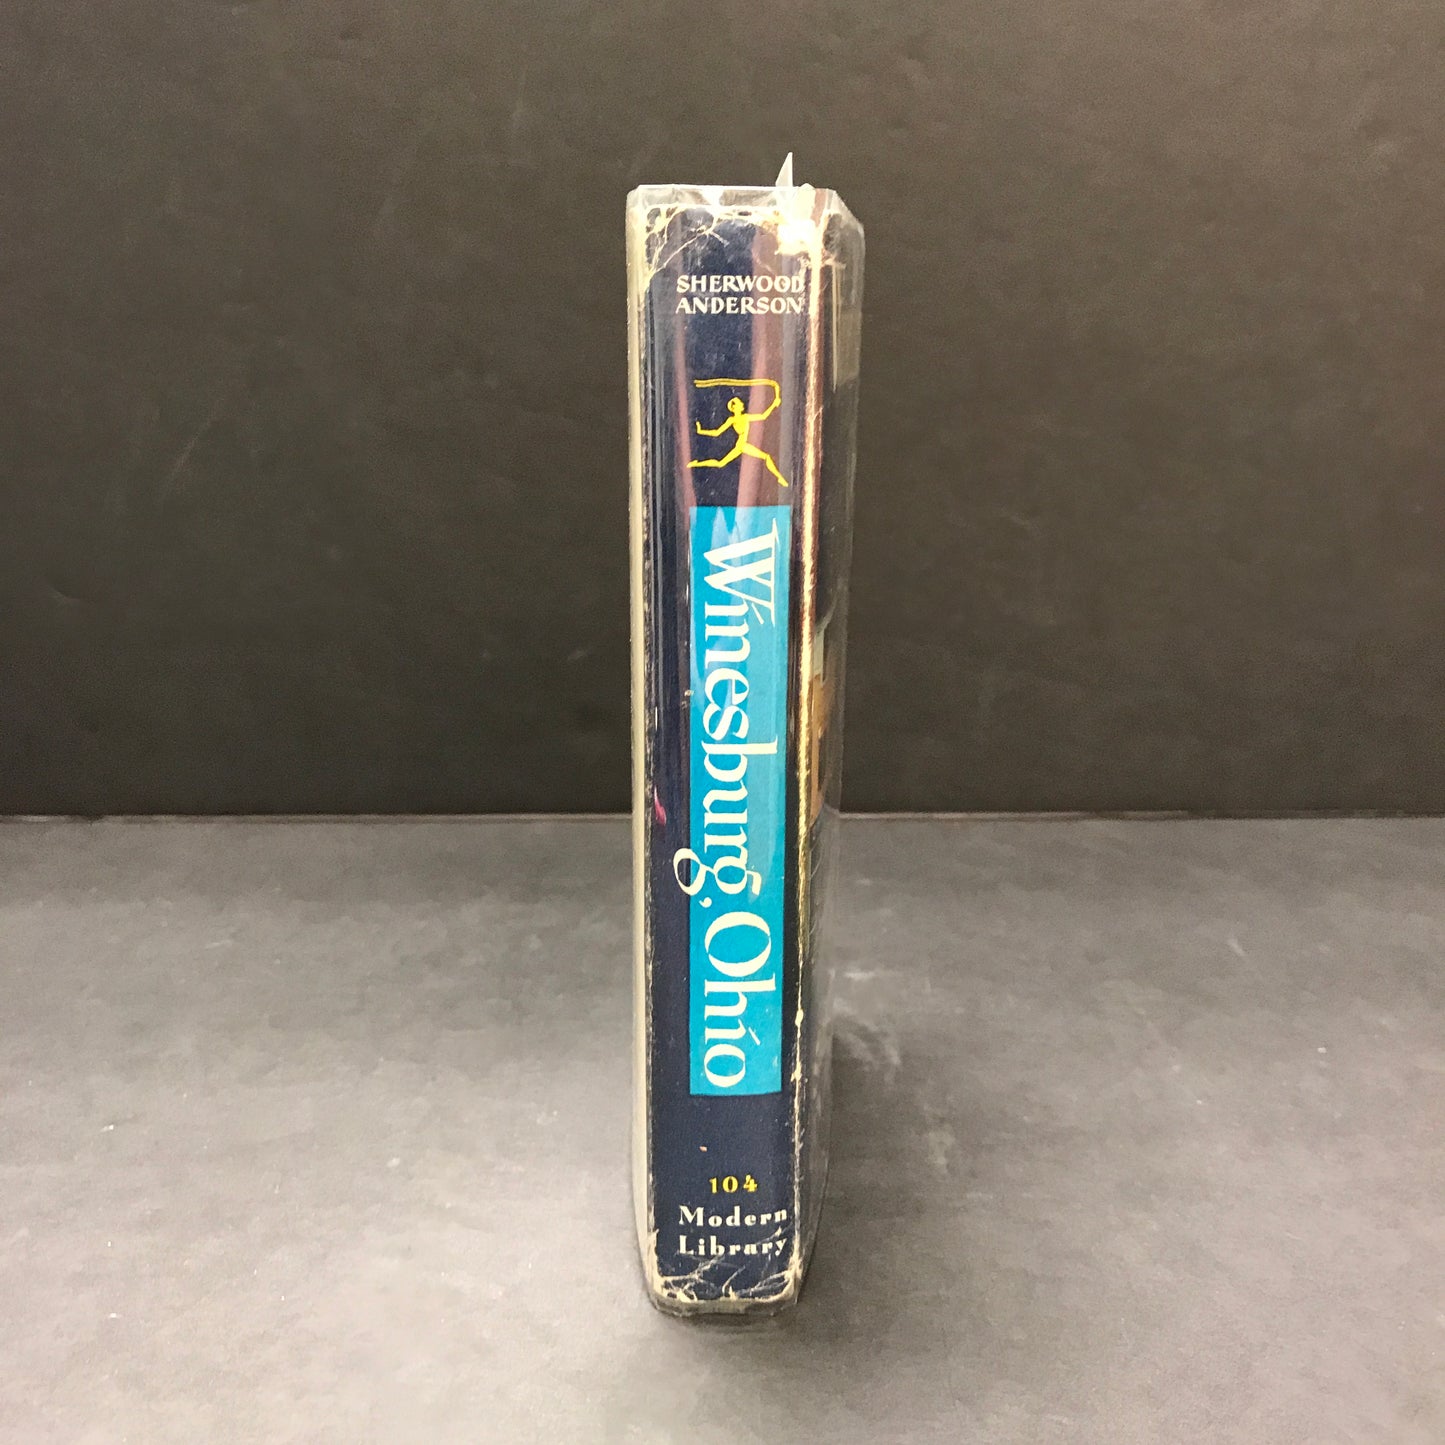 SHERWOOD
ANDERSON
Winesburg, Ohio
104
Modern
Library